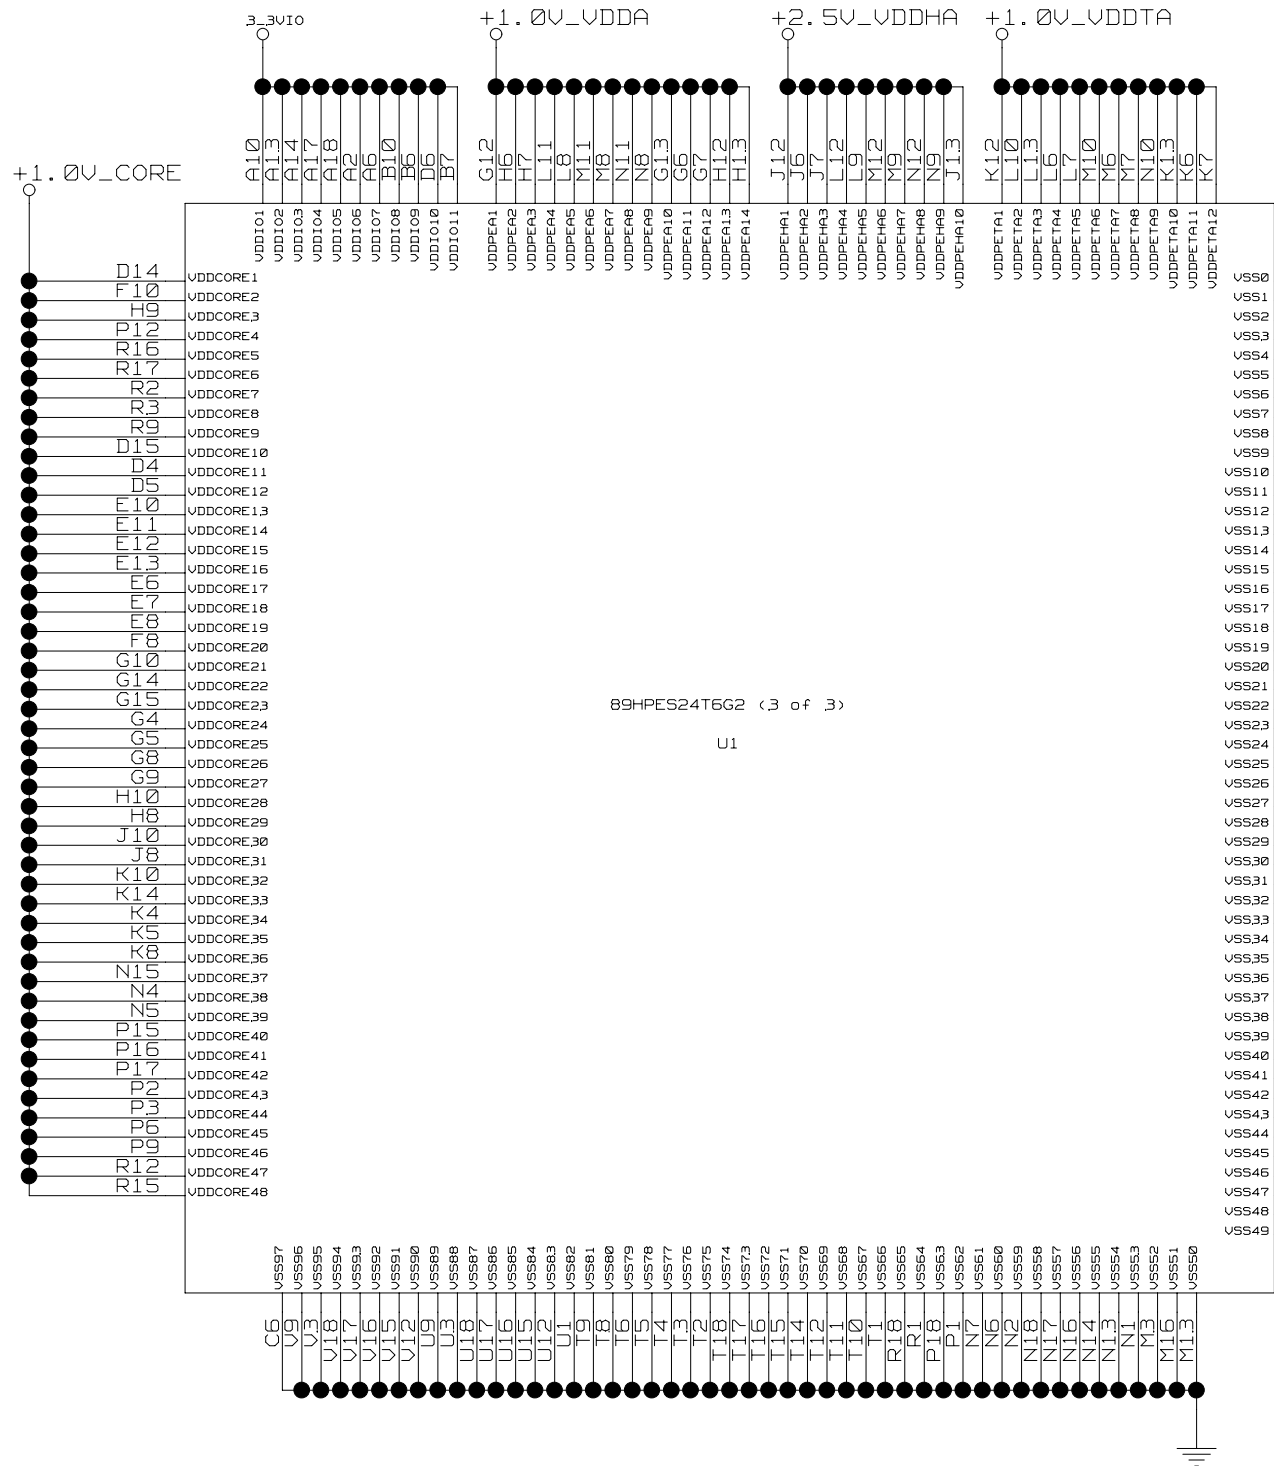 3_3VIO
+1.0V_VDDA
+2.5V_VDDHA
+1.0V_VDDTA
+1.0V_CORE
A10 A13 A14 A17 A18 A2 A6 B10 B6 D6 B7
G12 H6 H7 L11 L8 M11 M8 N11 N8 G13 G6 G7 H12 H13
J12 J6 J7 L12 L9 M12 M9 N12 N9 J13
K12 L10 L13 L6 L7 M10 M6 M7 N10 K13 K6 K7
VDDIO1 VDDIO2 VDDIO3 VDDIO4 VDDIO5 VDDIO6 VDDIO7 VDDIO8 VDDIO9 VDDIO10 VDDIO11
VDDPEA1 VDDPEA2 VDDPEA3 VDDPEA4 VDDPEA5 VDDPEA6 VDDPEA7 VDDPEA8 VDDPEA9 VDDPEA10 VDDPEA11 VDDPEA12 VDDPEA13 VDDPEA14
VDDPEHA1 VDDPEHA2 VDDPEHA3 VDDPEHA4 VDDPEHA5 VDDPEHA6 VDDPEHA7 VDDPEHA8 VDDPEHA9 VDDPEHA10
VDDPETA1 VDDPETA2 VDDPETA3 VDDPETA4 VDDPETA5 VDDPETA6 VDDPETA7 VDDPETA8 VDDPETA9 VDDPETA10 VDDPETA11 VDDPETA12
D14 VDDCORE1
F10 VDDCORE2
H9 VDDCORE3
P12 VDDCORE4
R16 VDDCORE5
R17 VDDCORE6
R2 VDDCORE7
R3 VDDCORE8
R9 VDDCORE9
D15 VDDCORE10
D4 VDDCORE11
D5 VDDCORE12
E10 VDDCORE13
E11 VDDCORE14
E12 VDDCORE15
E13 VDDCORE16
E6 VDDCORE17
E7 VDDCORE18
E8 VDDCORE19
F8 VDDCORE20
G10 VDDCORE21
G14 VDDCORE22
G15 VDDCORE23
G4 VDDCORE24
G5 VDDCORE25
G8 VDDCORE26
G9 VDDCORE27
H10 VDDCORE28
H8 VDDCORE29
J10 VDDCORE30
J8 VDDCORE31
K10 VDDCORE32
K14 VDDCORE33
K4 VDDCORE34
K5 VDDCORE35
K8 VDDCORE36
N15 VDDCORE37
N4 VDDCORE38
N5 VDDCORE39
P15 VDDCORE40
P16 VDDCORE41
P17 VDDCORE42
P2 VDDCORE43
P3 VDDCORE44
P6 VDDCORE45
P9 VDDCORE46
R12 VDDCORE47
R15 VDDCORE48
89HPES24T6G2 (3 of 3)
U1
VSS0
VSS1
VSS2
VSS3
VSS4
VSS5
VSS6
VSS7
VSS8
VSS9
VSS10
VSS11
VSS12
VSS13
VSS14
VSS15
VSS16
VSS17
VSS18
VSS19
VSS20
VSS21
VSS22
VSS23
VSS24
VSS25
VSS26
VSS27
VSS28
VSS29
VSS30
VSS31
VSS32
VSS33
VSS34
VSS35
VSS36
VSS37
VSS38
VSS39
VSS40
VSS41
VSS42
VSS43
VSS44
VSS45
VSS46
VSS47
VSS48
VSS49
VSS97 VSS96 VSS95 VSS94 VSS93 VSS92 VSS91 VSS90 VSS89 VSS88 VSS87 VSS86 VSS85 VSS84 VSS83 VSS82 VSS81 VSS80 VSS79 VSS78 VSS77 VSS76 VSS75 VSS74 VSS73 VSS72 VSS71 VSS70 VSS69 VSS68 VSS67 VSS66 VSS65 VSS64 VSS63 VSS62 VSS61 VSS60 VSS59 VSS58 VSS57 VSS56 VSS55 VSS54 VSS53 VSS52 VSS51 VSS50
C6 V9 V3 V18 V17 V16 V15 V12 U9 U3 U18 U17 U16 U15 U12 U1 T9 T8 T6 T5 T4 T3 T2 T18 T17 T16 T15 T14 T12 T11 T10 T1 R18 R1 P18 P1 N7 N6 N2 N18 N17 N16 N14 N13 N1 M3 M16 M13